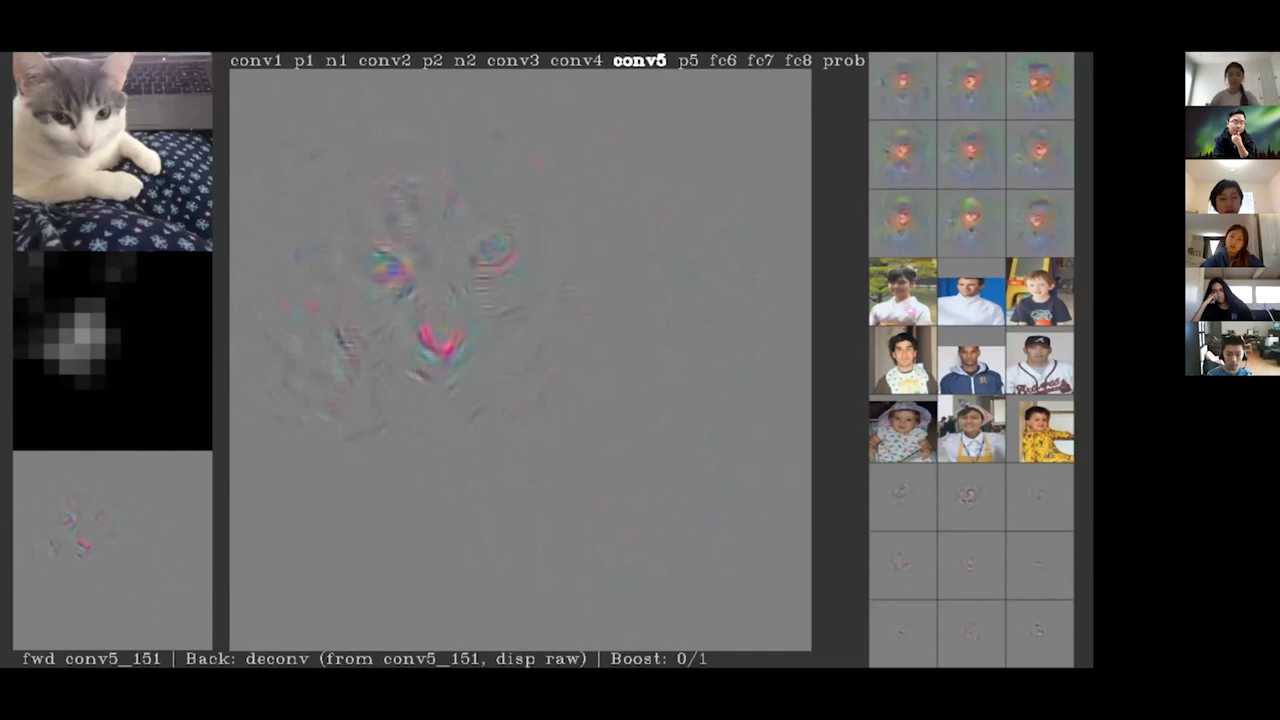 conv1 p1 n1 conv2 p2 n2 conv3 conv4 conv5 p5 fc6 fc7 fc8 prob
fwd conv5_151 | Back: deconv (from conv5_151, disp raw) | Boost: 0/1